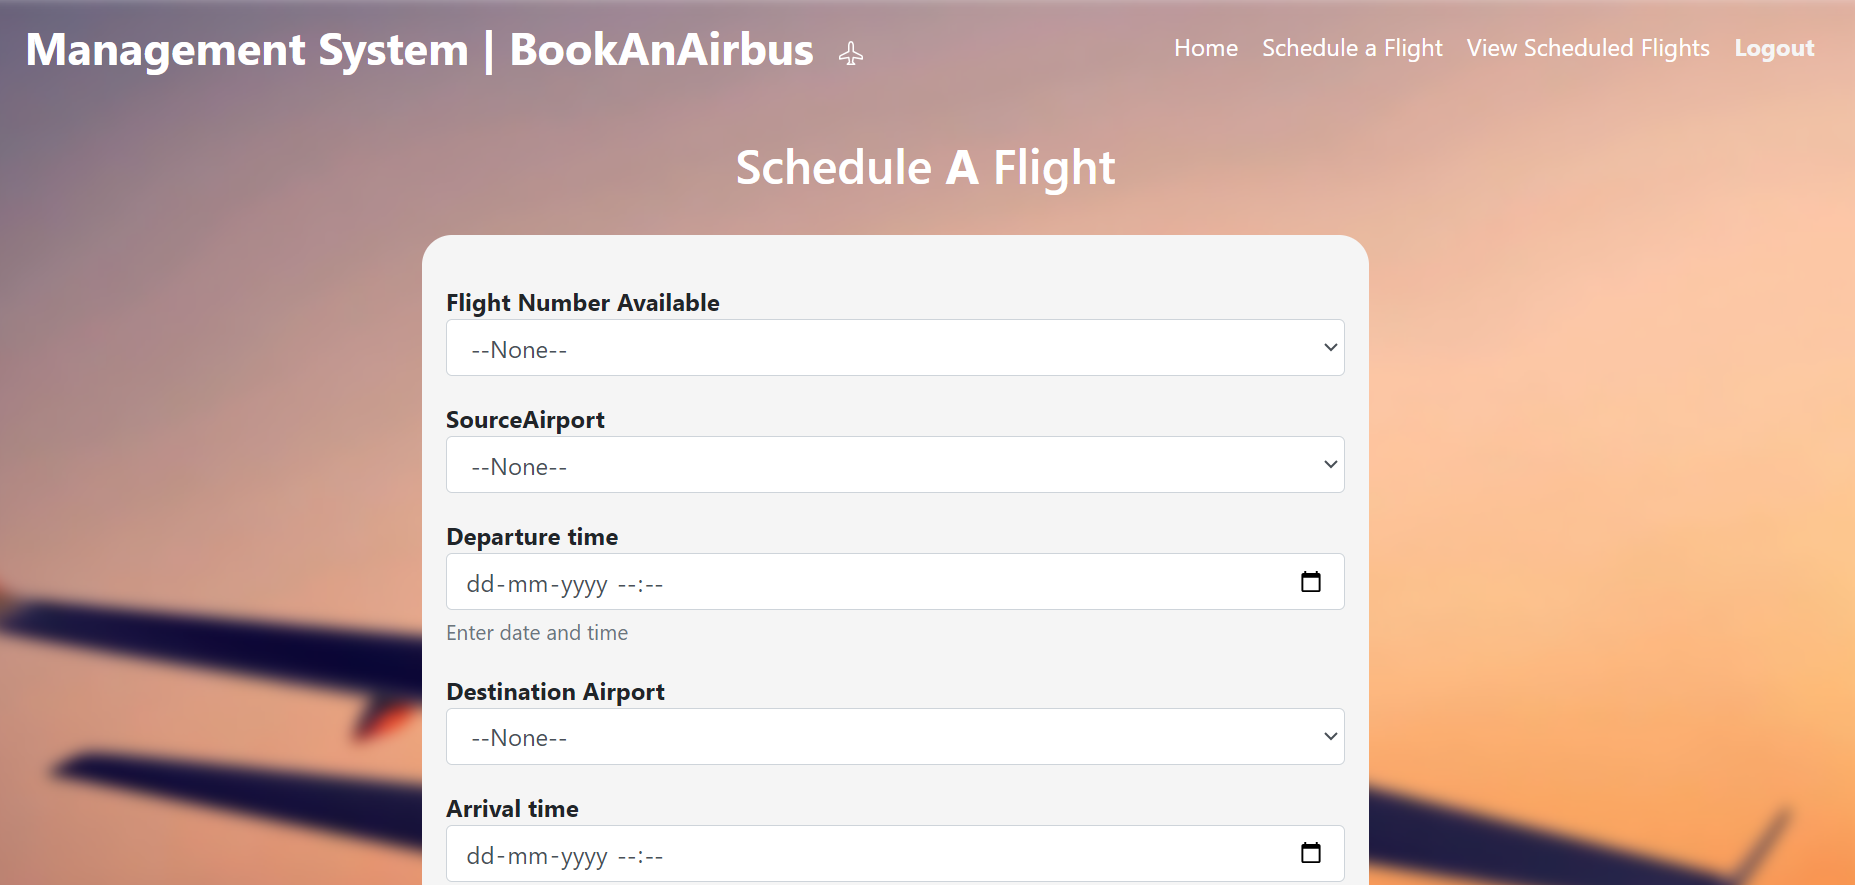 Management System | BookAnAirbus
Home Schedule a Flight View Scheduled Flights Logout
Schedule A Flight
Flight Number Available
--None--
SourceAirport
--None--
Departure time
dd-mm-yyyy --:--
Enter date and time
Destination Airport
--None--
Arrival time
dd-mm-yyyy --:--